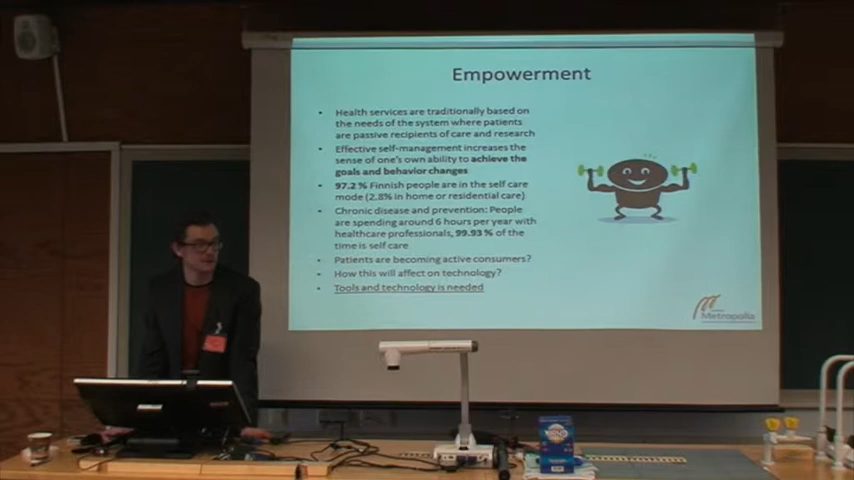 Empowerment
• Health services are traditionally based on
the needs of the system where patients
are passive recipients of care and research
• Effective self-management increases the
sense of one's own ability to achieve the
goals and behavior changes
• 97.2 % Finnish people are in the self care
mode (2.8% in home or residential care)
• Chronic disease and prevention: People
are spending around 6 hours per year with
healthcare professionals, 99.93 % of the
time is self care
• Patients are becoming active consumers?
• How this will affect on technology?
• Tools and technology is needed
Metropolia